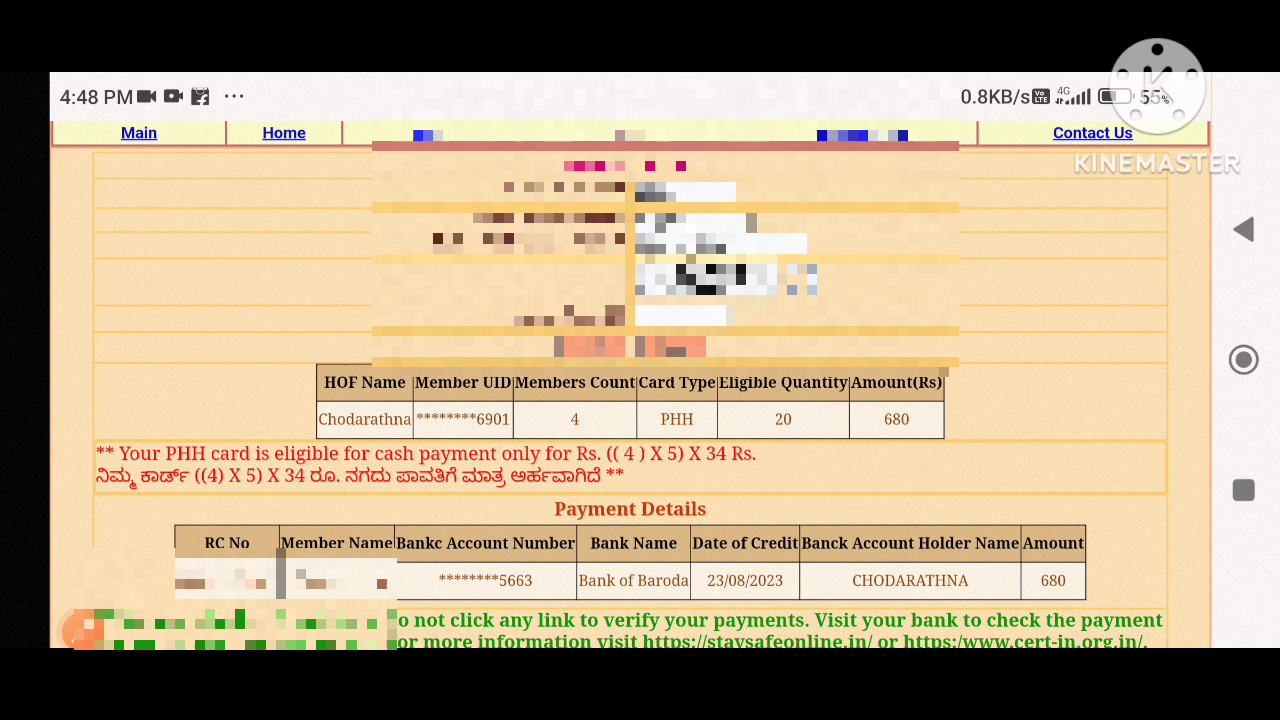 4:48 PM
0.8KB/s Vo LTE 4G 55%
KINEMASTER
Main Home Contact Us
HOF Name Member UID Members Count Card Type Eligible Quantity Amount(Rs)
Chodarathna ********6901 4 PHH 20 680
** Your PHH card is eligible for cash payment only for Rs. (( 4 ) X 5) X 34 Rs.
ನಿಮ್ಮ ಕಾರ್ಡ್ ((4) X 5) X 34 ರೂ. ನಗದು ಪಾವತಿಗೆ ಮಾತ್ರ ಅರ್ಹವಾಗಿದೆ **
Payment Details
RC No Member Name Bankc Account Number Bank Name Date of Credit Banck Account Holder Name Amount
********5663 Bank of Baroda 23/08/2023 CHODARATHNA 680
o not click any link to verify your payments. Visit your bank to check the payment
or more information visit https://staysafeonline.in/ or https:/www.cert-in.org.in/.